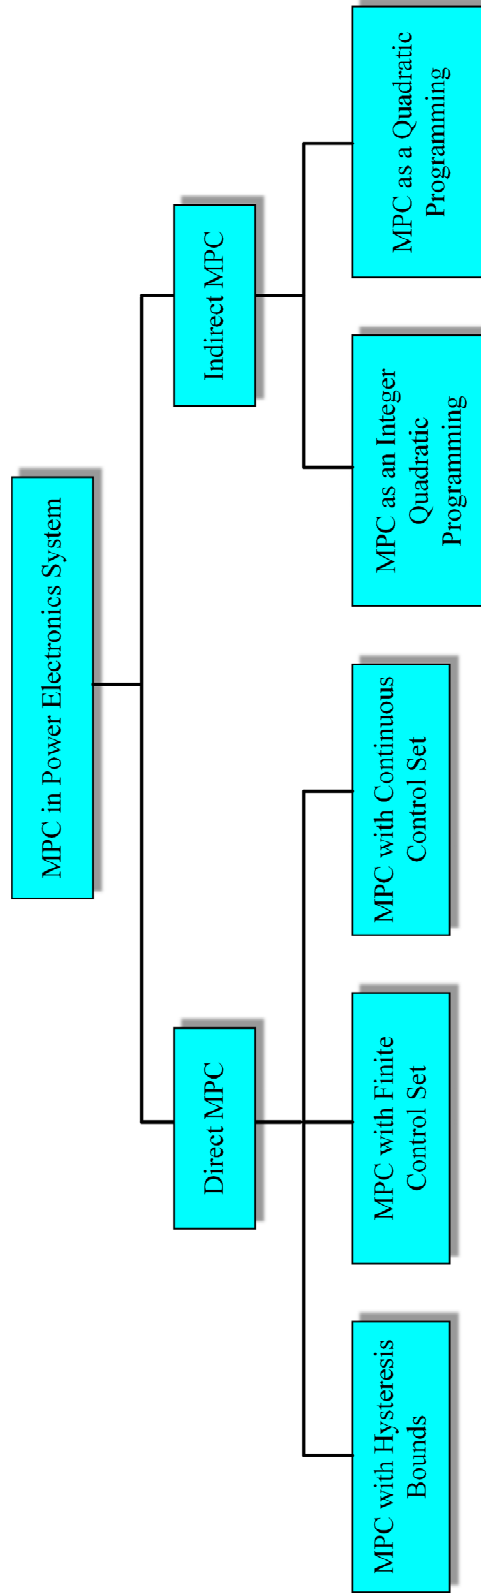 MPC in Power Electronics System
Direct MPC
Indirect MPC
MPC with Hysteresis
Bounds
MPC with Finite
Control Set
MPC with Continuous
Control Set
MPC as an Integer
Quadratic
Programming
MPC as a Quadratic
Programming